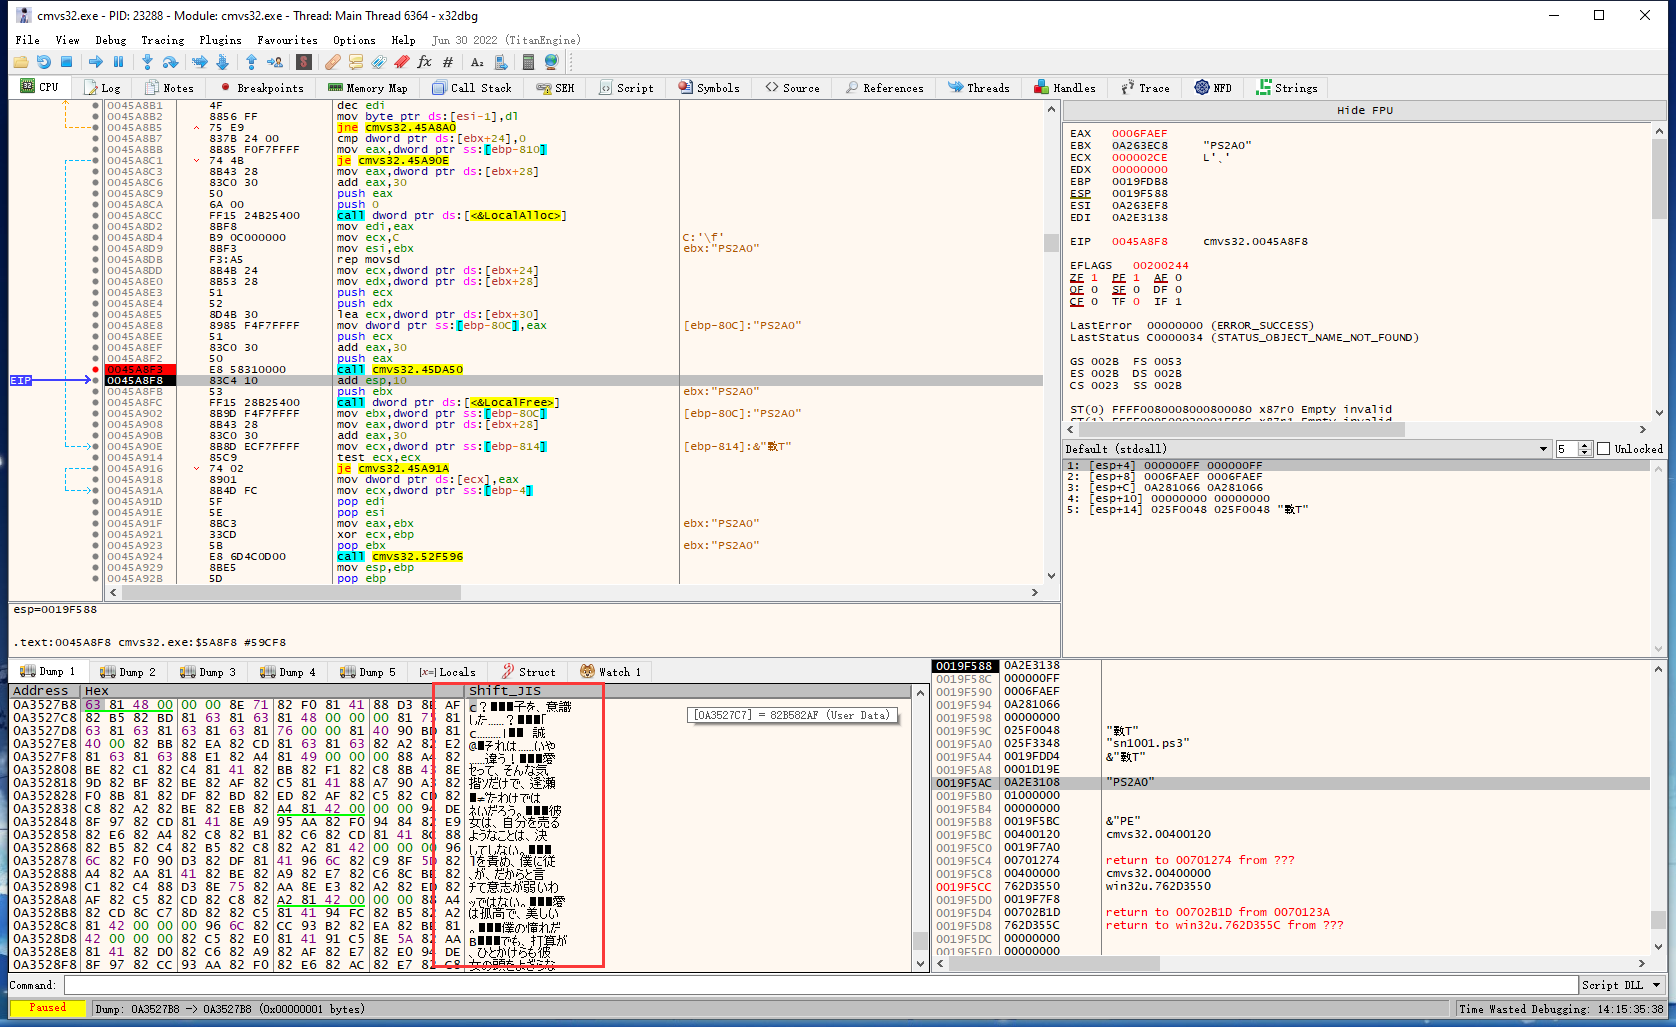 cmvs32.exe - PID: 23288 - Module: cmvs32.exe - Thread: Main Thread 6364 - x32dbg
File View Debug Tracing Plugins Favourites Options Help Jun 30 2022 (TitanEngine)
CPU Log Notes Breakpoints Memory Map Call Stack SEH Script Symbols Source References Threads Handles Trace NFD Strings
0045A8B1 4F dec edi
0045A8B2 8856 FF mov byte ptr ds:[esi-1],dl
0045A8B5 75 E9 jne cmvs32.45A8A0
0045A8B7 837B 24 00 cmp dword ptr ds:[ebx+24],0
0045A8BB 8B85 F0F7FFFF mov eax,dword ptr ss:[ebp-810]
0045A8C1 74 4B je cmvs32.45A90E
0045A8C3 8B43 28 mov eax,dword ptr ds:[ebx+28]
0045A8C6 83C0 30 add eax,30
0045A8C9 50 push eax
0045A8CA 6A 00 push 0
0045A8CC FF15 24B25400 call dword ptr ds:[<&LocalAlloc>]
0045A8D2 8BF8 mov edi,eax
0045A8D4 B9 0C000000 mov ecx,C C:'\f'
0045A8D9 8BF3 mov esi,ebx ebx:"PS2A0"
0045A8DB F3:A5 rep movsd
0045A8DD 8B4B 24 mov ecx,dword ptr ds:[ebx+24]
0045A8E0 8B53 28 mov edx,dword ptr ds:[ebx+28]
0045A8E3 51 push ecx
0045A8E4 52 push edx
0045A8E5 8D4B 30 lea ecx,dword ptr ds:[ebx+30]
0045A8E8 8985 F4F7FFFF mov dword ptr ss:[ebp-80C],eax [ebp-80C]:"PS2A0"
0045A8EE 51 push ecx
0045A8EF 83C0 30 add eax,30
0045A8F2 50 push eax
0045A8F3 E8 58310000 call cmvs32.45DA50
EIP 0045A8F8 83C4 10 add esp,10
0045A8FB 53 push ebx ebx:"PS2A0"
0045A8FC FF15 28B25400 call dword ptr ds:[<&LocalFree>]
0045A902 8B9D F4F7FFFF mov ebx,dword ptr ss:[ebp-80C] [ebp-80C]:"PS2A0"
0045A908 8B43 28 mov eax,dword ptr ds:[ebx+28]
0045A90B 83C0 30 add eax,30
0045A90E 8B8D ECF7FFFF mov ecx,dword ptr ss:[ebp-814]
0045A914 85C9 test ecx,ecx
0045A916 74 02 je cmvs32.45A91A
0045A918 8901 mov dword ptr ds:[ecx],eax
0045A91A 8B4D FC mov ecx,dword ptr ss:[ebp-4]
0045A91D 5F pop edi
0045A91E 5E pop esi
0045A91F 8BC3 mov eax,ebx ebx:"PS2A0"
0045A921 33CD xor ecx,ebp
0045A923 5B pop ebx ebx:"PS2A0"
0045A924 E8 6D4C0D00 call cmvs32.52F596
0045A929 8BE5 mov esp,ebp
0045A92B 5D pop ebp
Hide FPU
EAX 0006FAEF
EBX 0A263EC8 "PS2A0"
ECX 000002CE
EDX 00000000
EBP 0019FDB8
ESP 0019F588
ESI 0A263EF8
EDI 0A2E3138
EIP 0045A8F8 cmvs32.0045A8F8
EFLAGS 00200244
ZF 1 PF 1 AF 0
OF 0 SF 0 DF 0
CF 0 TF 0 IF 1
LastError 00000000 (ERROR_SUCCESS)
LastStatus C0000034 (STATUS_OBJECT_NAME_NOT_FOUND)
GS 002B FS 0053
ES 002B DS 002B
CS 0023 SS 002B
ST(0) FFFF0080008000800080 x87r0 Empty invalid
Default (stdcall) 5 Unlocked
1: [esp+4] 000000FF 000000FF
2: [esp+8] 0006FAEF 0006FAEF
3: [esp+C] 0A281066 0A281066
4: [esp+10] 00000000 00000000
5: [esp+14] 025F0048 025F0048
esp=0019F588
.text:0045A8F8 cmvs32.exe:$5A8F8 #59CF8
Dump 1 Dump 2 Dump 3 Dump 4 Dump 5 Locals Struct Watch 1
Address Hex Shift_JIS
0A3527B8 63 81 48 00 00 00 8E 71 82 F0 81 41 88 D3 8E AF 子を、意識
0A3527C8 82 B5 82 BD 81 63 81 63 81 48 00 00 00 81 75 81 した……？
0A3527D8 63 81 63 81 63 81 63 81 76 00 00 81 40 90 BD 81
0A3527E8 40 00 82 BB 82 EA 82 CD 81 63 81 63 82 A2 82 E2 それは……いや
0A3527F8 81 63 81 63 88 E1 82 A4 81 49 00 00 00 88 A4 82 ……違う！ 愛
0A352808 BE 82 C1 82 C4 81 41 82 BB 82 F1 82 C8 8B 43 8E って、そんな気
0A352818 9D 82 BF 82 BE 82 AF 82 C5 81 41 88 A7 90 A3 82 だけで、逢瀬
0A352828 F0 8B 81 82 DF 82 BD 82 ED 82 AF 82 C5 82 CD 82 たわけでは
0A352838 C8 82 A2 82 BE 82 EB 82 A4 81 42 00 00 00 94 DE いだろう。 彼
0A352848 8F 97 82 CD 81 41 8E A9 95 AA 82 F0 94 84 82 E9 女は、自分を売る
0A352858 82 E6 82 A4 82 C8 82 B1 82 C6 82 CD 81 41 8C 88 ようなことは、決
0A352868 82 B5 82 C4 82 B5 82 C8 82 A2 81 42 00 00 00 96 してしない。
0A352878 6C 82 F0 90 D3 82 DF 81 41 96 6C 82 C9 8F 5D 82 lを責め、僕に従
0A352888 A4 82 AA 81 41 82 BE 82 A9 82 E7 82 C6 8C BE 82 が、だからと言
0A352898 C1 82 C4 88 D3 8E 75 82 AA 8E E3 82 A2 82 ED 82 て意志が弱いわ
0A3528A8 AF 82 C5 82 CD 82 C8 82 A2 81 42 00 00 00 88 A4 ではない。 愛
0A3528B8 82 CD 8C C7 8D 82 82 C5 81 41 94 FC 82 B5 82 A2 は孤高で、美しい
0A3528C8 81 42 00 00 00 96 6C 82 CC 93 B2 82 EA 82 BE 81 。 僕の憧れだ
0A3528D8 42 00 00 00 82 C5 82 E0 81 41 91 C5 8E 5A 82 AA B でも、打算が
0A3528E8 81 41 82 D0 82 C6 82 A9 82 AF 82 E7 82 E0 94 DE 、ひとかけらも彼
0A3528F8 8F 97 82 CC 93 AA 82 F0 82 E6 82 AC 82 E7 82 C8 女の頭をよぎらな
[0A3527C7] = 82B582AF (User Data)
0019F588 0A2E3138
0019F58C 000000FF
0019F590 0006FAEF
0019F594 0A281066
0019F598 00000000
0019F59C 025F0048
0019F5A0 025F3348 "sn1001.ps3"
0019F5A4 0019FDD4
0019F5A8 0001D19E
0019F5AC 0A2E3108 "PS2A0"
0019F5B0 01000000
0019F5B4 00000000
0019F5B8 0019F5BC &"PE"
0019F5BC 00400120 cmvs32.00400120
0019F5C0 0019F7A0
0019F5C4 00701274 return to 00701274 from ???
0019F5C8 00400000 cmvs32.00400000
0019F5CC 762D3550 win32u.762D3550
0019F5D0 0019F7F8
0019F5D4 00702B1D return to 00702B1D from 0070123A
0019F5D8 762D355C return to win32u.762D355C from ???
0019F5DC 00000000
0019F5E0 00000000
Command: Script DLL
Paused Dump: 0A3527B8 -> 0A3527B8 (0x00000001 bytes) Time Wasted Debugging: 14:15:35:38